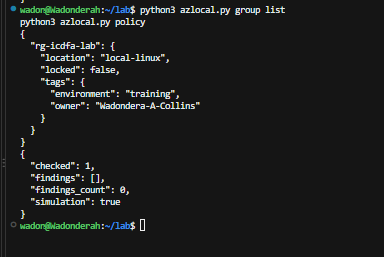 }
wadon@Wadonderah:~/lab$ python3 azlocal.py group list
python3 azlocal.py policy
{
  "rg-icdfa-lab": {
    "location": "local-linux",
    "locked": false,
    "tags": {
      "environment": "training",
      "owner": "Wadondera-A-Collins"
    }
  }
}
{
  "checked": 1,
  "findings": [],
  "findings_count": 0,
  "simulation": true
}
wadon@Wadonderah:~/lab$